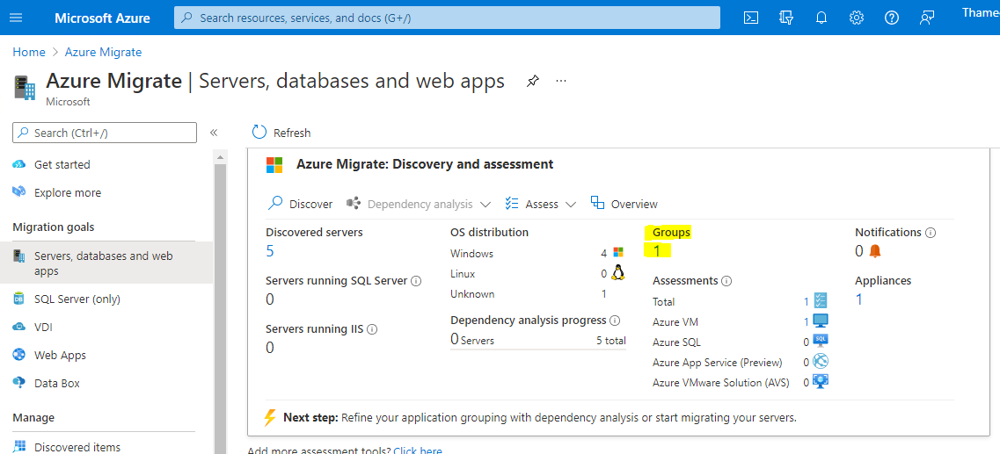 Microsoft Azure
Search resources, services, and docs (G+/)
Thame
Home > Azure Migrate
Azure Migrate | Servers, databases and web apps
Microsoft
Search (Ctrl+/)
«
Refresh
Get started
Explore more
Migration goals
Servers, databases and web
apps
SQL Server (only)
VDI
Web Apps
Data Box
Manage
Discovered items
Azure Migrate: Discovery and assessment
Discover
Dependency analysis
Assess
Overview
Discovered servers
5
Servers running SQL Server
0
Servers running IIS
0
OS distribution
Windows 4
Linux 0
Unknown 1
Dependency analysis progress
0 Servers 5 total
Groups
1
Assessments
Total 1
Azure VM 1
Azure SQL 0
Azure App Service (Preview) 0
Azure VMware Solution (AVS) 0
Notifications
0
Appliances
1
Next step: Refine your application grouping with dependency analysis or start migrating your servers.
Add more assessment tools? Click here.